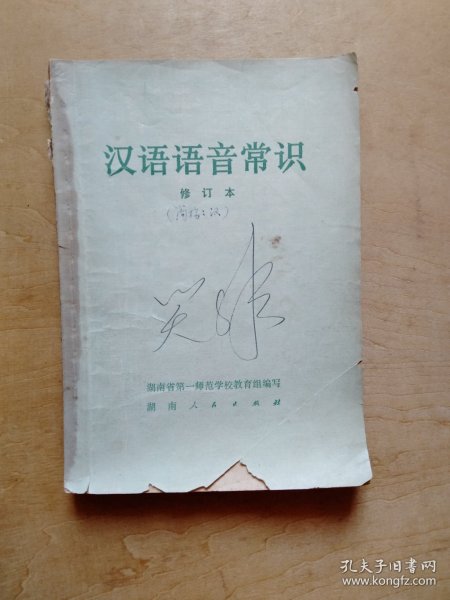 汉语语音常识
修订本
湖南省第一师范学校教育组编写
湖南人民出版社
孔夫子旧书网
www.kongfz.com